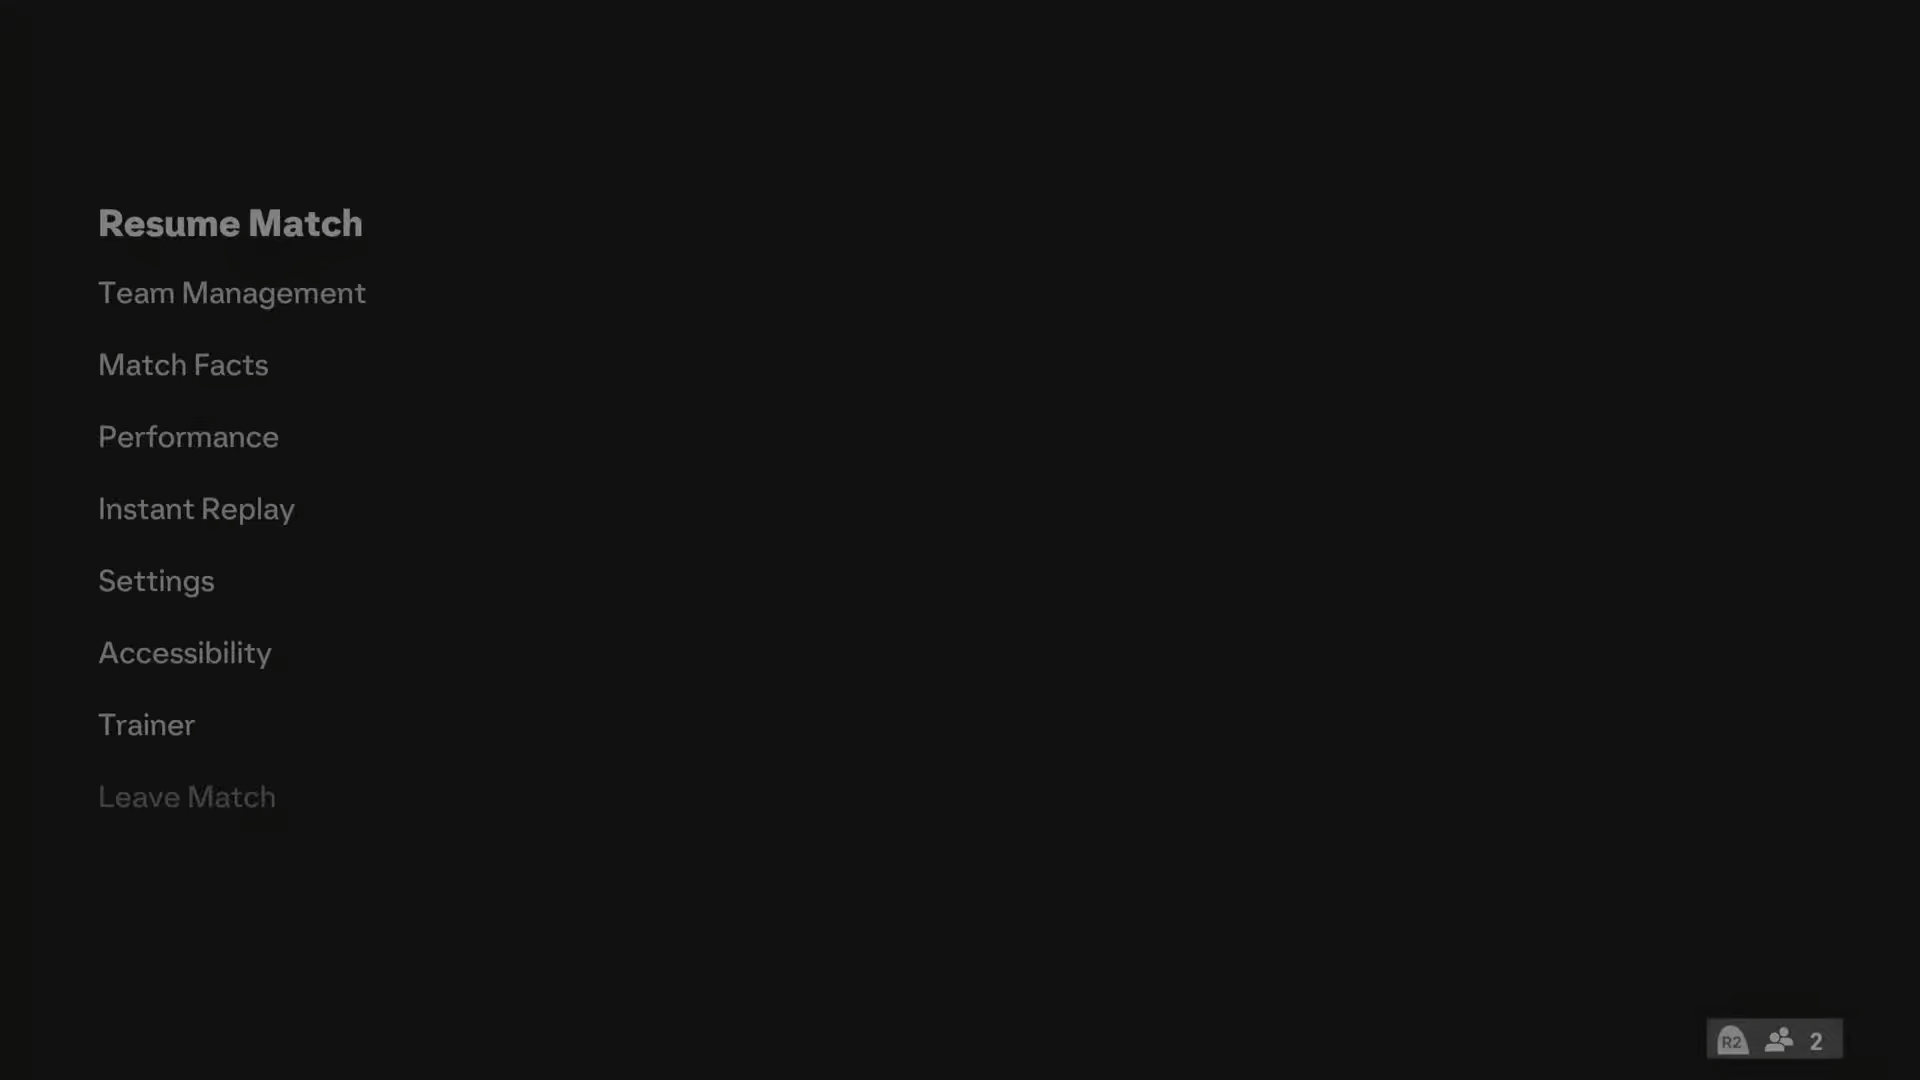 Resume Match
Team Management
Match Facts
Performance
Instant Replay
Settings
Accessibility
Trainer
Leave Match
R2 2